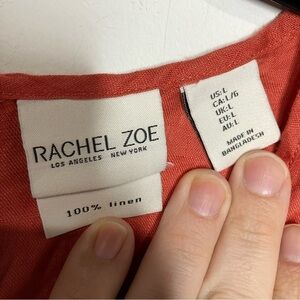 RACHEL ZOE
LOS ANGELES NEW YORK
100% linen
US:L
CA:L/G
UK:L
EU:L
AU:L
MADE IN
BANGLADESH